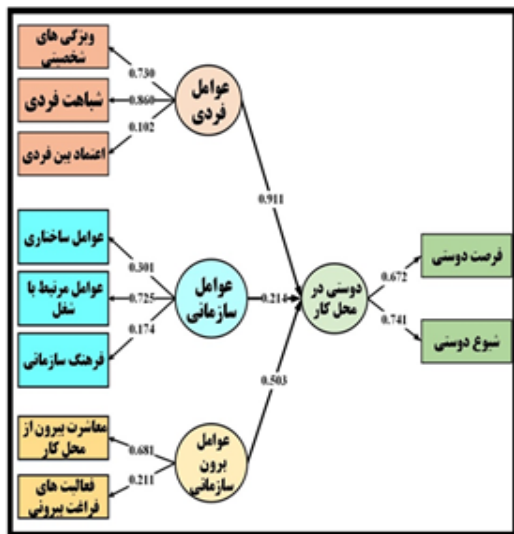 ویژگی های
شخصیتی
شباهت فردی
اعتماد بین فردی
0.730
0.860
0.102
عوامل
فردی
0.911
عوامل ساختاری
عوامل مرتبط با
شغل
فرهنگ سازمانی
0.301
0.725
0.174
عوامل
سازمانی
0.214
دوستی در
محل کار
0.672
0.741
فرصت دوستی
شیوع دوستی
0.503
معاشرت بیرون از
محل کار
فعالیت های
فراغت بیرونی
0.681
0.211
عوامل
برون
سازمانی